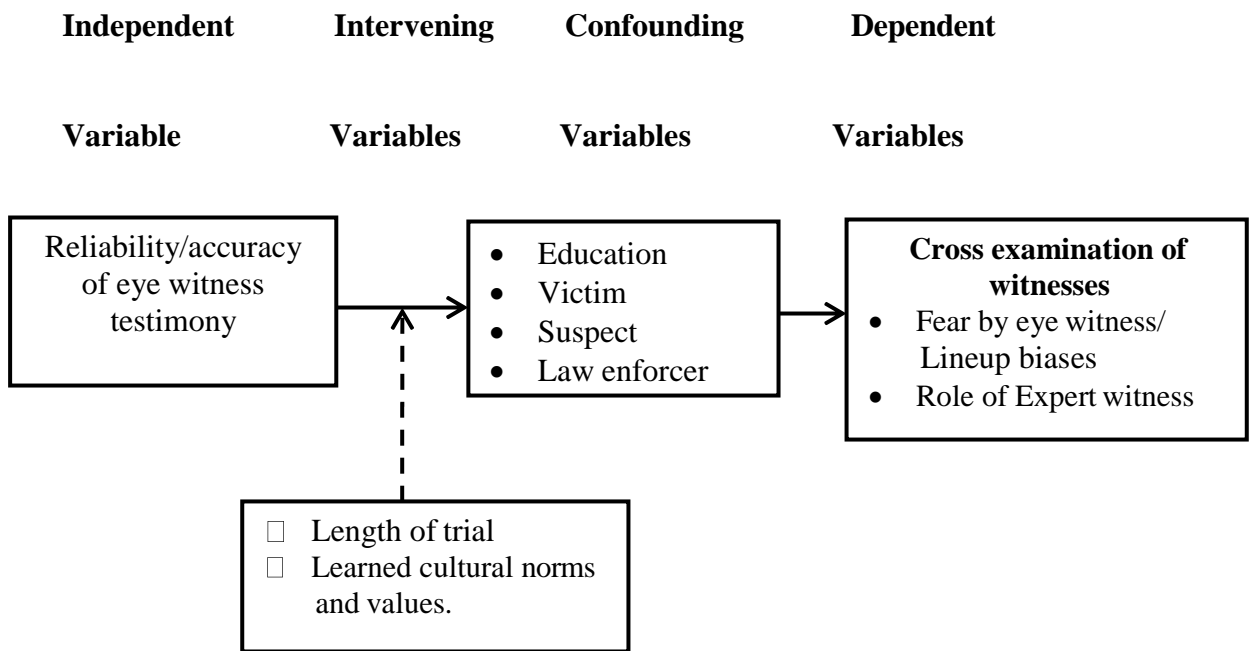 Independent Intervening Confounding Dependent
Variable Variables Variables Variables
Reliability/accuracy
of eye witness
testimony
• Education
• Victim
• Suspect
• Law enforcer
Cross examination of
witnesses
• Fear by eye witness/
Lineup biases
• Role of Expert witness
□ Length of trial
□ Learned cultural norms
and values.